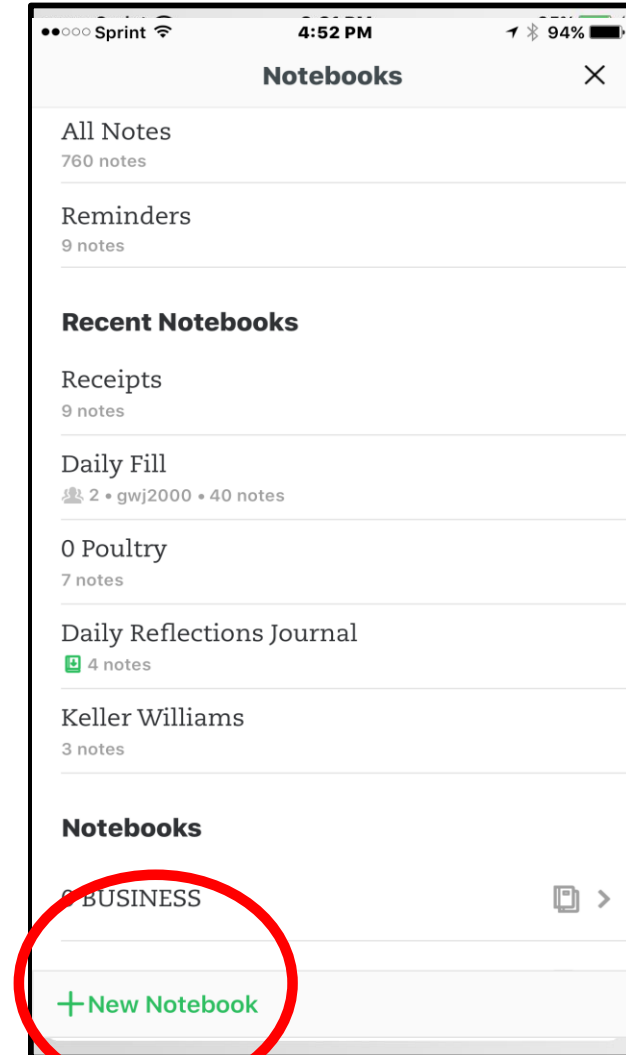 Sprint 4:52 PM 94%
Notebooks
All Notes
760 notes
Reminders
9 notes
Recent Notebooks
Receipts
9 notes
Daily Fill
2 • gwj2000 • 40 notes
0 Poultry
7 notes
Daily Reflections Journal
4 notes
Keller Williams
3 notes
Notebooks
0 BUSINESS
+New Notebook